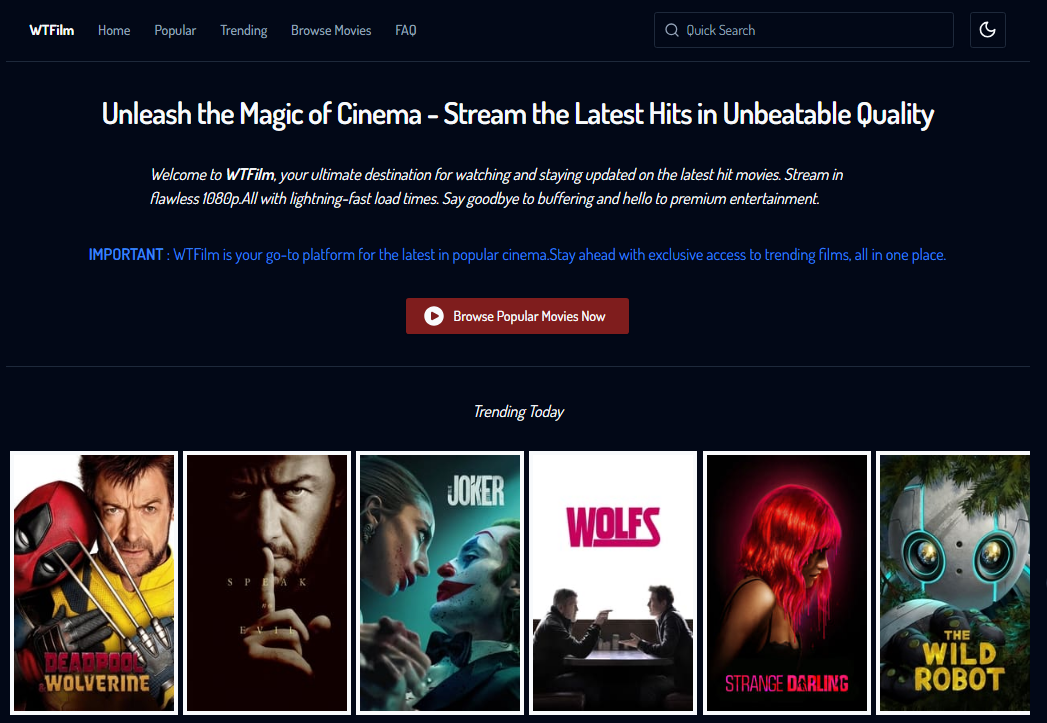 WTFilm Home Popular Trending Browse Movies FAQ Quick Search
Unleash the Magic of Cinema - Stream the Latest Hits in Unbeatable Quality
Welcome to WTFilm, your ultimate destination for watching and staying updated on the latest hit movies. Stream in
flawless 1080p.All with lightning-fast load times. Say goodbye to buffering and hello to premium entertainment.
IMPORTANT : WTFilm is your go-to platform for the latest in popular cinema.Stay ahead with exclusive access to trending films, all in one place.
Browse Popular Movies Now
Trending Today
DEADPOOL
& WOLVERINE
SPEAK
NO
EVIL
JOKER
WOLFS
STRANGE DARLING
THE
WILD
ROBOT